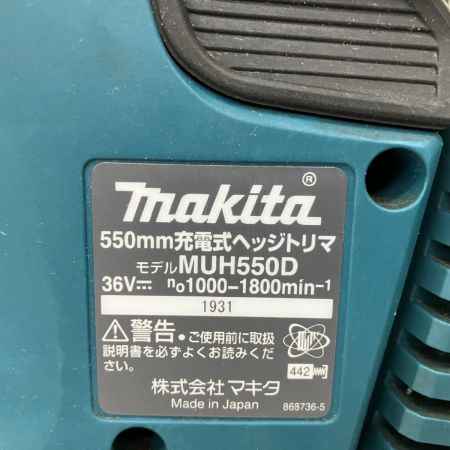 makita®
550mm充電式ヘッジトリマ
モデルMUH550D
36V⎓ n₀1000-1800min⁻¹
1931
⚠警告・ご使用前に取扱
説明書を必ずよくお読みくだ
さい。
442
株式会社マキタ
Made in Japan 868736-5